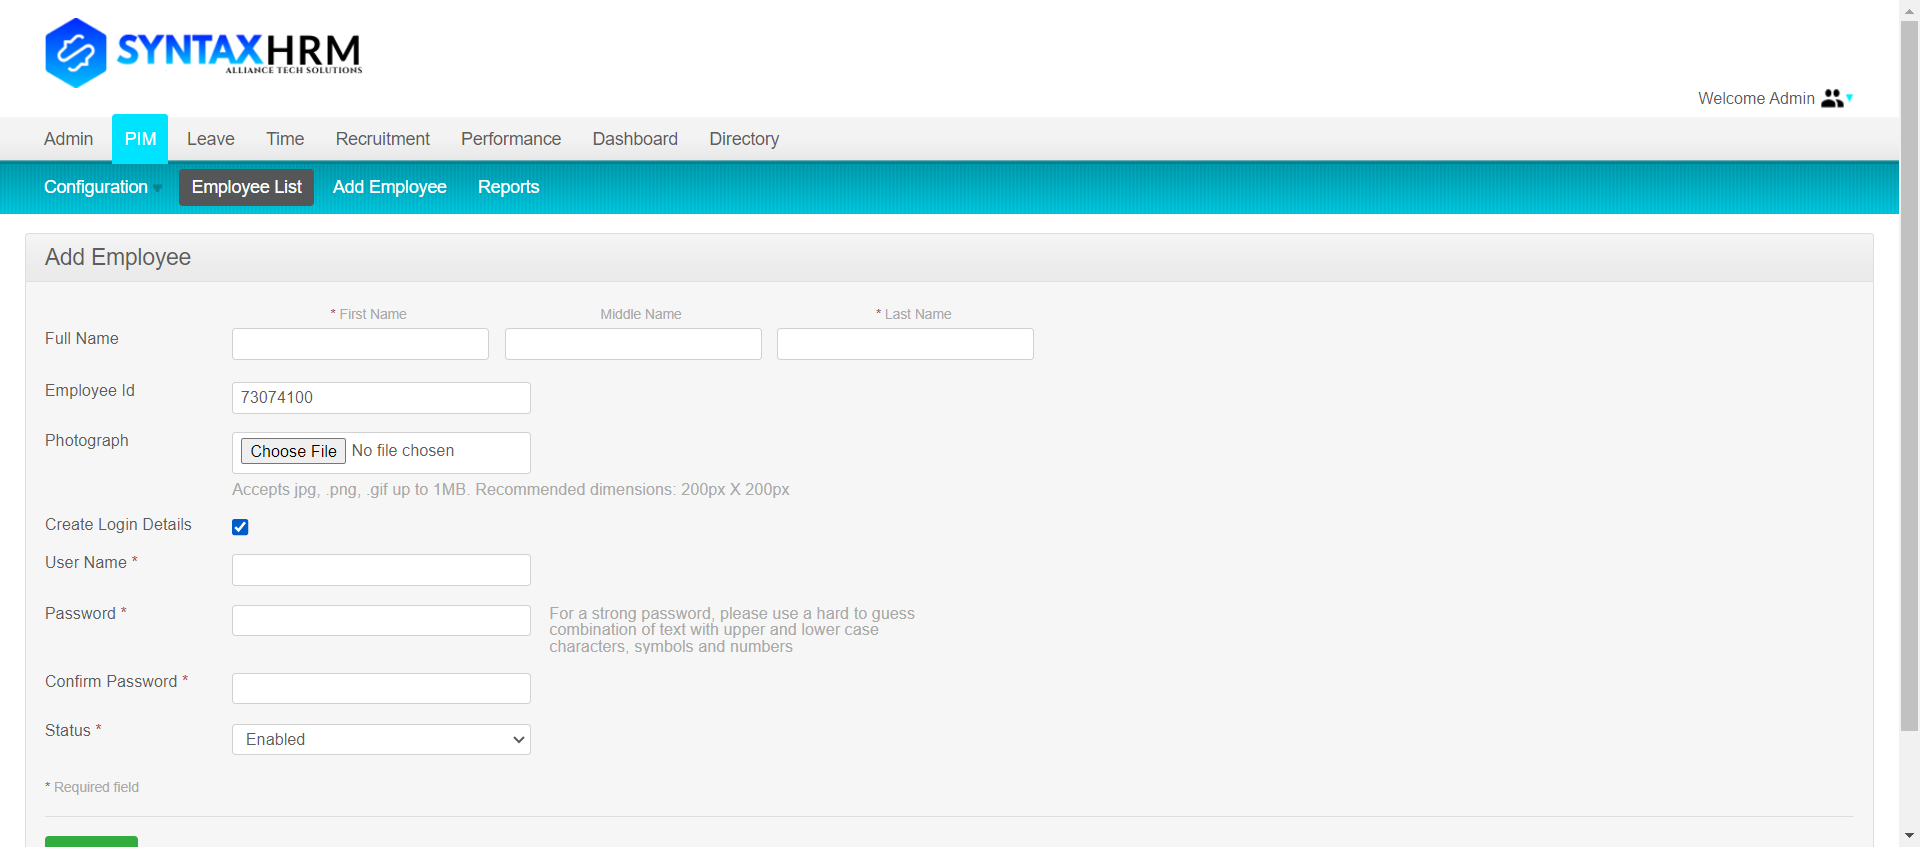 SYNTAXHRM
ALLIANCE TECH SOLUTIONS
Welcome Admin
Admin PIM Leave Time Recruitment Performance Dashboard Directory
Configuration Employee List Add Employee Reports
Add Employee
* First Name Middle Name * Last Name
Full Name
Employee Id 73074100
Photograph Choose File No file chosen
Accepts jpg, .png, .gif up to 1MB. Recommended dimensions: 200px X 200px
Create Login Details
User Name *
Password * For a strong password, please use a hard to guess
combination of text with upper and lower case
characters, symbols and numbers
Confirm Password *
Status * Enabled
* Required field